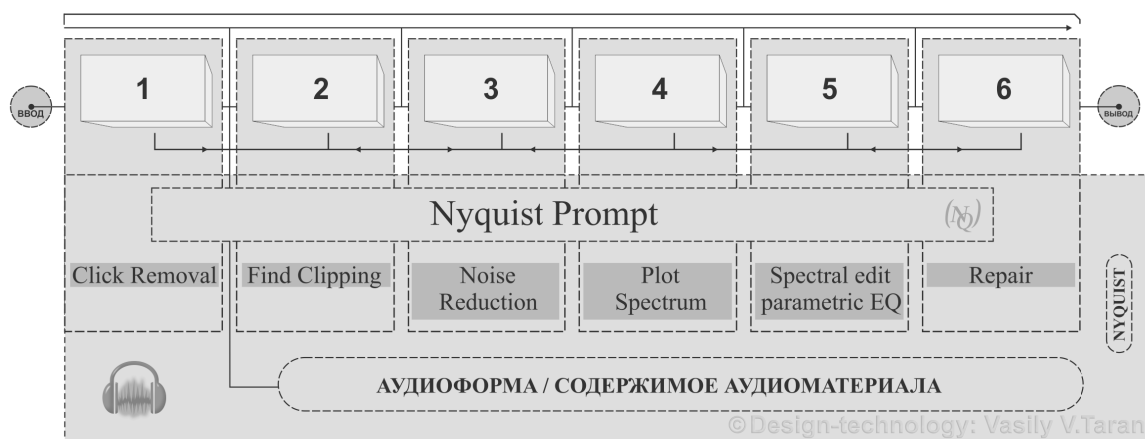 1
2
3
4
5
6
ВВОД
ВЫВОД
Nyquist Prompt
(NQ)
Click Removal
Find Clipping
Noise
Reduction
Plot
Spectrum
Spectral edit
parametric EQ
Repair
NYQUIST
АУДИОФОРМА / СОДЕРЖИМОЕ АУДИОМАТЕРИАЛА
©Design-technology: Vasily V.Taran